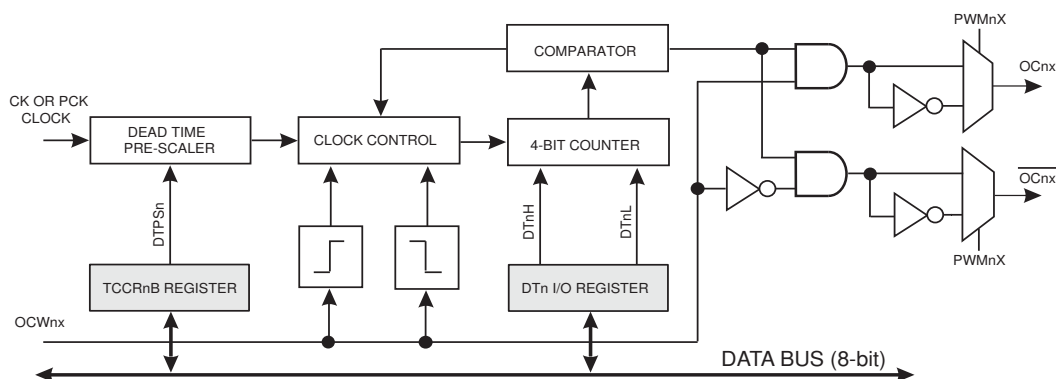 PWMnX
COMPARATOR
OCnx
CK OR PCK
CLOCK
DEAD TIME
PRE-SCALER
CLOCK CONTROL
4-BIT COUNTER
OCnx
DTPSn
DTnH
DTnL
PWMnX
TCCRnB REGISTER
DTn I/O REGISTER
OCWnx
DATA BUS (8-bit)